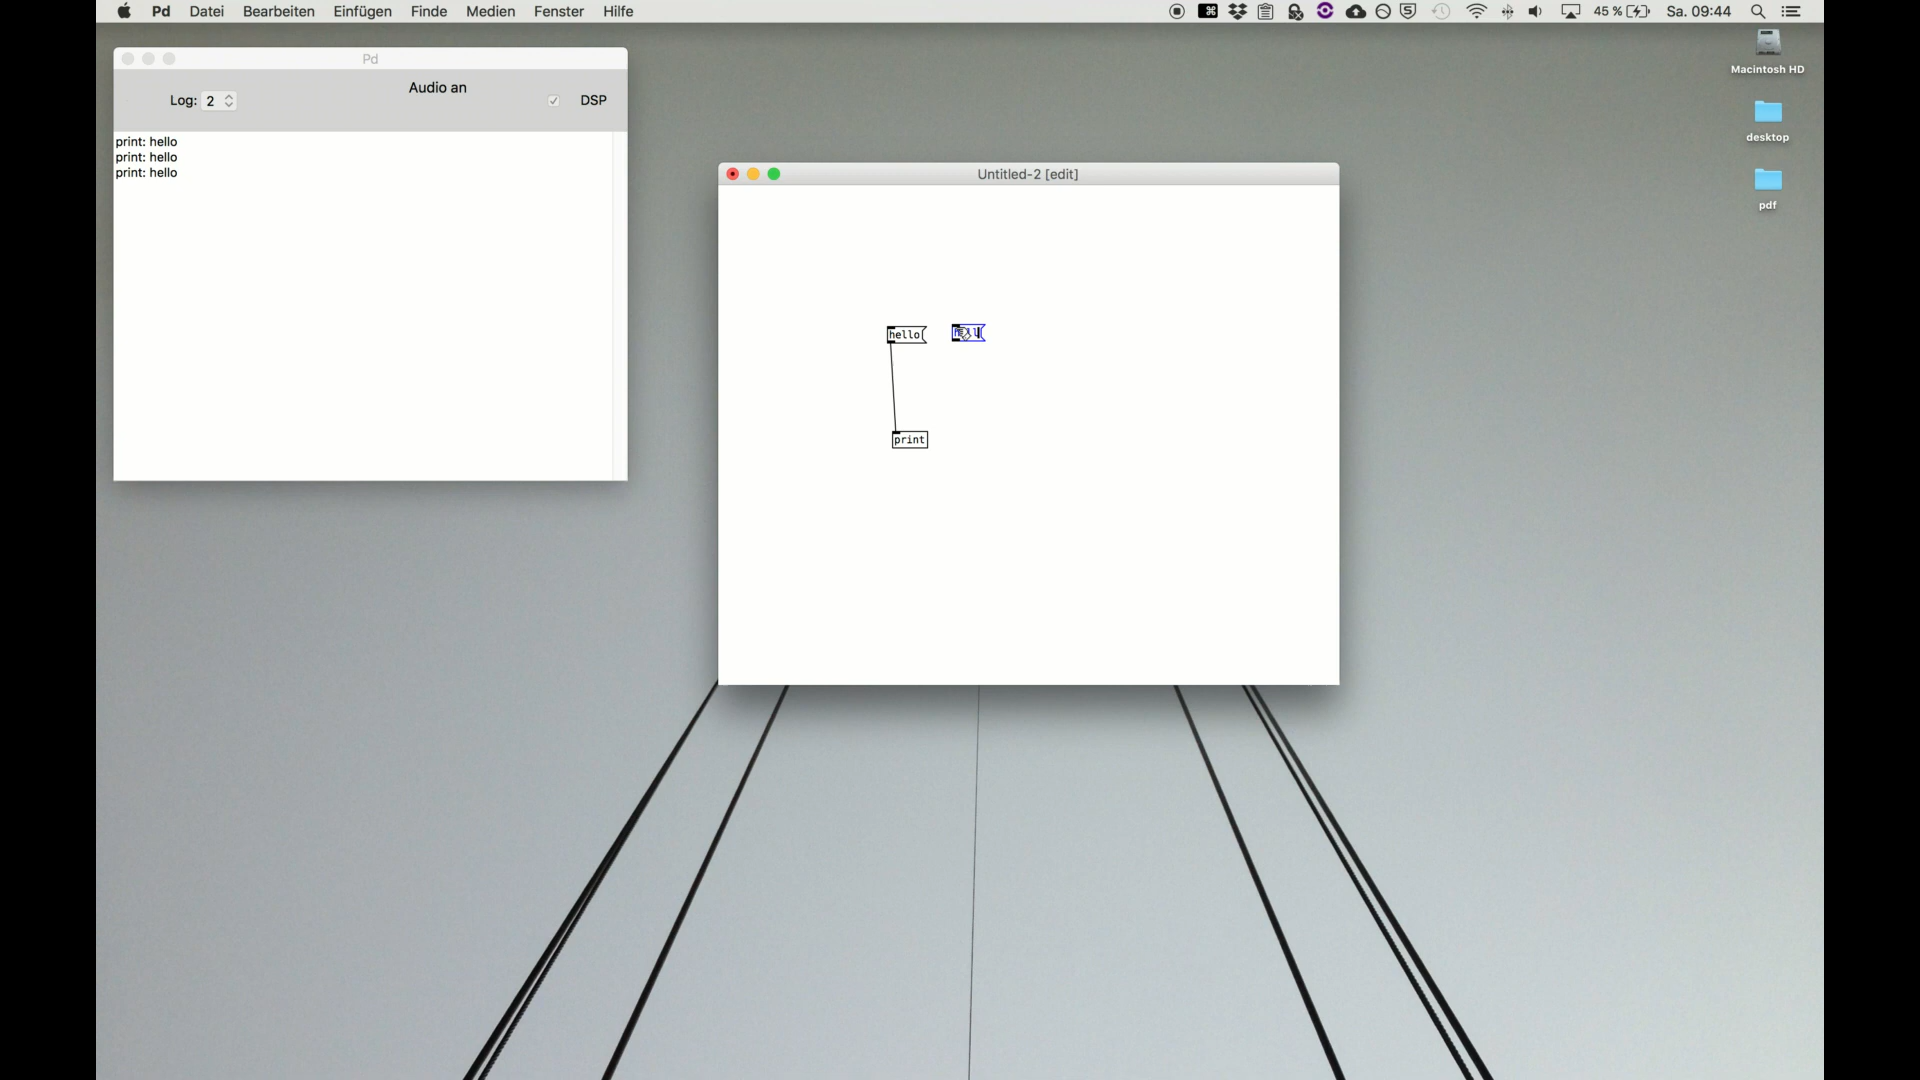 Pd Datei Bearbeiten Einfügen Finde Medien Fenster Hilfe 45 % Sa. 09:44
Macintosh HD
desktop
pdf
Pd
Audio an
Log: 2 DSP
print: hello
print: hello
print: hello
Untitled-2 [edit]
hello
print